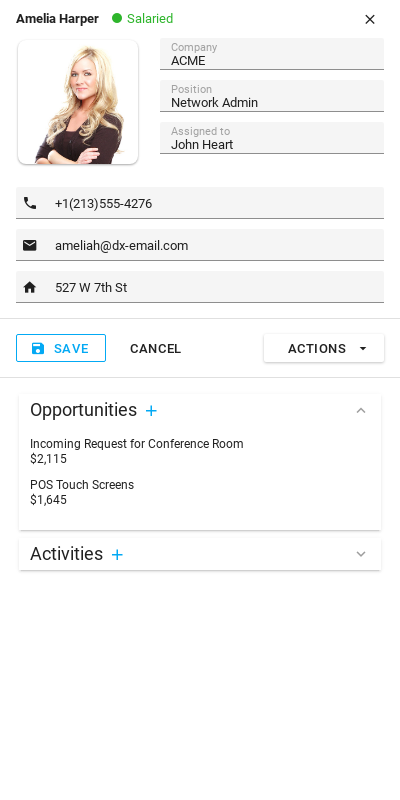 Amelia Harper Salaried
Company
ACME
Position
Network Admin
Assigned to
John Heart
+1(213)555-4276
ameliah@dx-email.com
527 W 7th St
SAVE CANCEL ACTIONS
Opportunities +
Incoming Request for Conference Room
$2,115
POS Touch Screens
$1,645
Activities +